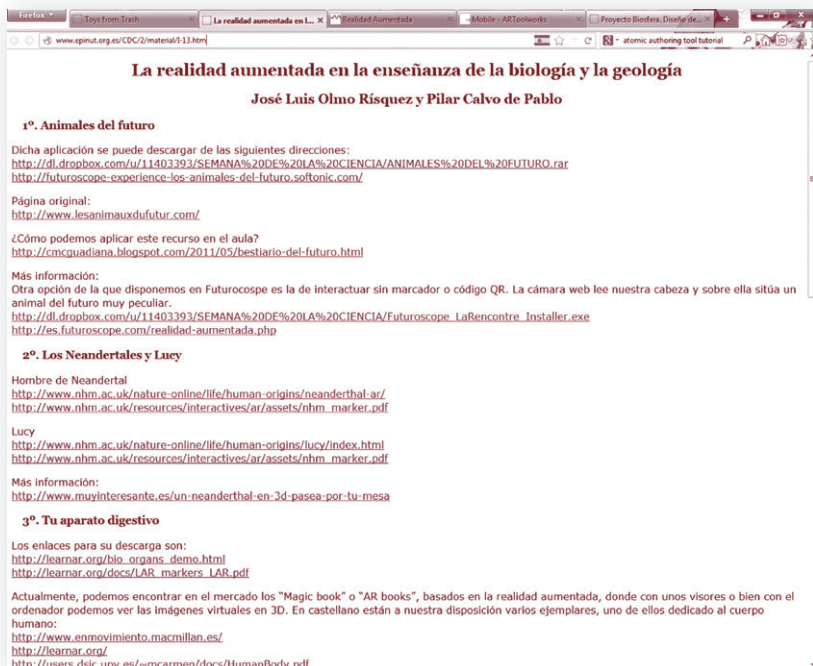 Firefox
Toys from Trash
La realidad aumentada en l...
Realidad Aumentada
Mobile - ARToolworks
Proyecto Biosfera. Diseño de...
www.epinut.org.es/CDC/2/material/I-13.htm
atomic authoring tool tutorial
La realidad aumentada en la enseñanza de la biología y la geología
José Luis Olmo Rísquez y Pilar Calvo de Pablo
1º. Animales del futuro
Dicha aplicación se puede descargar de las siguientes direcciones:
http://dl.dropbox.com/u/11403393/SEMANA%20DE%20LA%20CIENCIA/ANIMALES%20DEL%20FUTURO.rar
http://futuroscope-experience-los-animales-del-futuro.softonic.com/
Página original:
http://www.lesanimauxdufutur.com/
¿Cómo podemos aplicar este recurso en el aula?
http://cmcguadiana.blogspot.com/2011/05/bestiario-del-futuro.html
Más información:
Otra opción de la que disponemos en Futurocospe es la de interactuar sin marcador o código QR. La cámara web lee nuestra cabeza y sobre ella sitúa un
animal del futuro muy peculiar.
http://dl.dropbox.com/u/11403393/SEMANA%20DE%20LA%20CIENCIA/Futuroscope_LaRencontre_Installer.exe
http://es.futuroscope.com/realidad-aumentada.php
2º. Los Neandertales y Lucy
Hombre de Neandertal
http://www.nhm.ac.uk/nature-online/life/human-origins/neanderthal-ar/
http://www.nhm.ac.uk/resources/interactives/ar/assets/nhm_marker.pdf
Lucy
http://www.nhm.ac.uk/nature-online/life/human-origins/lucy/index.html
http://www.nhm.ac.uk/resources/interactives/ar/assets/nhm_marker.pdf
Más información:
http://www.muyinteresante.es/un-neanderthal-en-3d-pasea-por-tu-mesa
3º. Tu aparato digestivo
Los enlaces para su descarga son:
http://learnar.org/bio_organs_demo.html
http://learnar.org/docs/LAR_markers_LAR.pdf
Actualmente, podemos encontrar en el mercado los "Magic book" o "AR books", basados en la realidad aumentada, donde con unos visores o bien con el
ordenador podemos ver las imágenes virtuales en 3D. En castellano están a nuestra disposición varios ejemplares, uno de ellos dedicado al cuerpo
humano:
http://www.enmovimiento.macmillan.es/
http://learnar.org/
http://users.dsic.upv.es/~mcarmen/docs/HumanBody.pdf